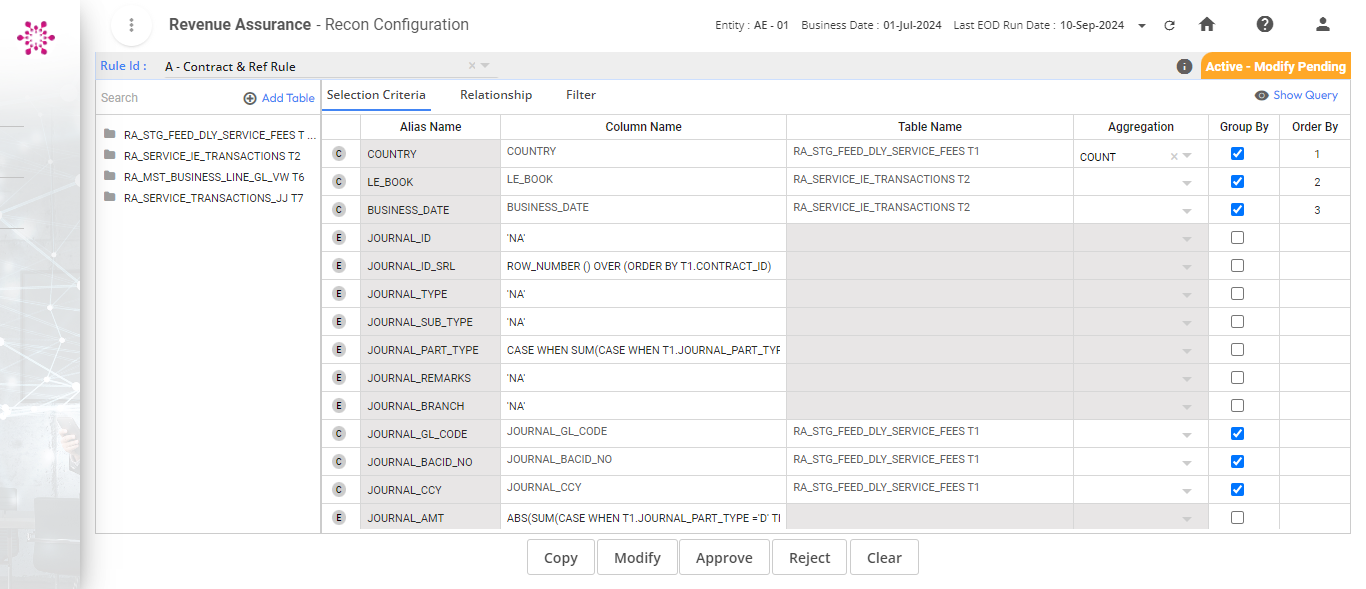 Revenue Assurance - Recon Configuration
Entity : AE - 01 Business Date : 01-Jul-2024 Last EOD Run Date : 10-Sep-2024
Rule Id : A - Contract & Ref Rule
Active - Modify Pending
Search Add Table
Selection Criteria Relationship Filter
Show Query
RA_STG_FEED_DLY_SERVICE_FEES T ...
RA_SERVICE_IE_TRANSACTIONS T2
RA_MST_BUSINESS_LINE_GL_VW T6
RA_SERVICE_TRANSACTIONS_JJ T7
Alias Name Column Name Table Name Aggregation Group By Order By
C COUNTRY COUNTRY RA_STG_FEED_DLY_SERVICE_FEES T1 COUNT 1
C LE_BOOK LE_BOOK RA_SERVICE_IE_TRANSACTIONS T2 2
C BUSINESS_DATE BUSINESS_DATE RA_SERVICE_IE_TRANSACTIONS T2 3
E JOURNAL_ID 'NA'
E JOURNAL_ID_SRL ROW_NUMBER () OVER (ORDER BY T1.CONTRACT_ID)
E JOURNAL_TYPE 'NA'
E JOURNAL_SUB_TYPE 'NA'
E JOURNAL_PART_TYPE CASE WHEN SUM(CASE WHEN T1.JOURNAL_PART_TYP
E JOURNAL_REMARKS 'NA'
E JOURNAL_BRANCH 'NA'
C JOURNAL_GL_CODE JOURNAL_GL_CODE RA_STG_FEED_DLY_SERVICE_FEES T1
C JOURNAL_BACID_NO JOURNAL_BACID_NO RA_STG_FEED_DLY_SERVICE_FEES T1
C JOURNAL_CCY JOURNAL_CCY RA_STG_FEED_DLY_SERVICE_FEES T1
E JOURNAL_AMT ABS(SUM(CASE WHEN T1.JOURNAL_PART_TYPE ='D' TI
Copy Modify Approve Reject Clear